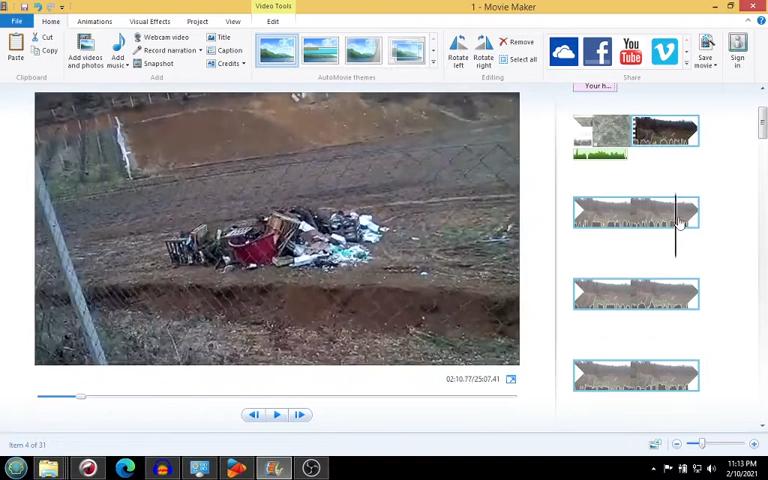 Video Tools
1 - Movie Maker
File
Home
Animations
Visual Effects
Project
View
Edit
Paste
Cut
Copy
Clipboard
Add videos and photos
Add music
Webcam video
Record narration
Snapshot
Title
Caption
Credits
Add
AutoMovie themes
Rotate left
Rotate right
Remove
Select all
Editing
You Tube
Share
Save movie
Sign in
Your h...
02:10.77/25:07.41
Item 4 of 31
11:13 PM
2/10/2021